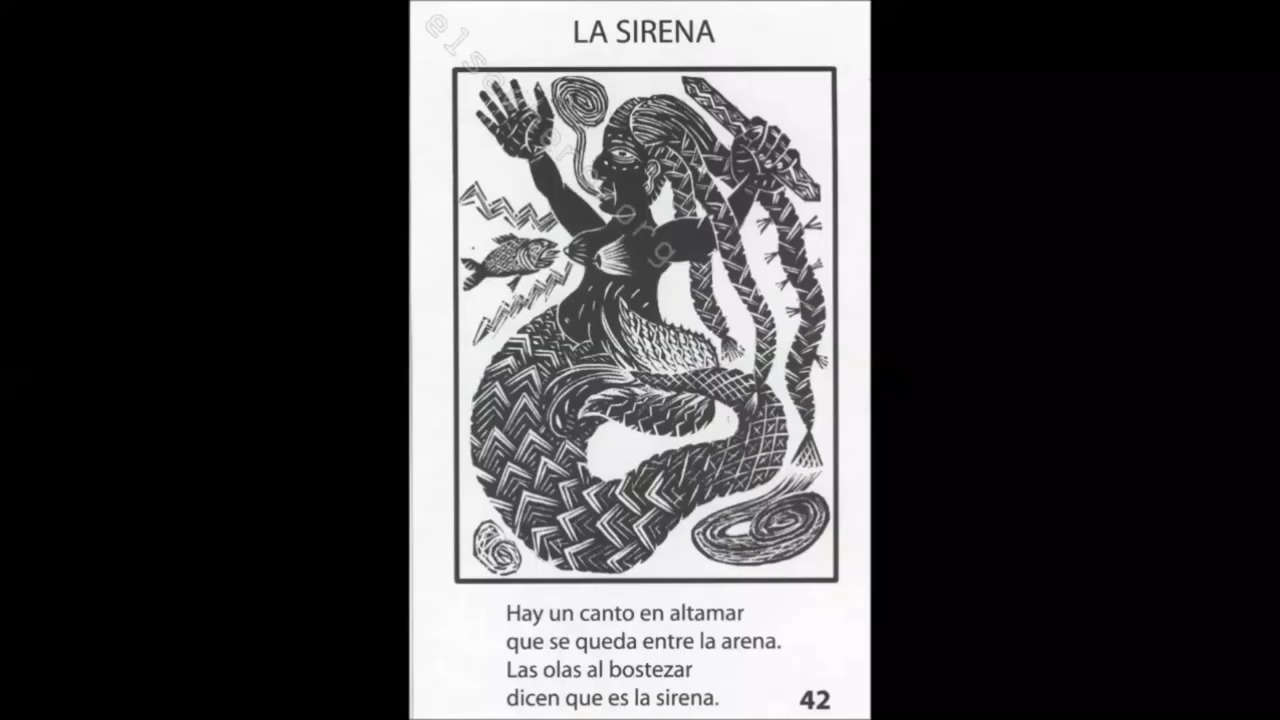 LA SIRENA
Hay un canto en altamar
que se queda entre la arena.
Las olas al bostezar
dicen que es la sirena.
42